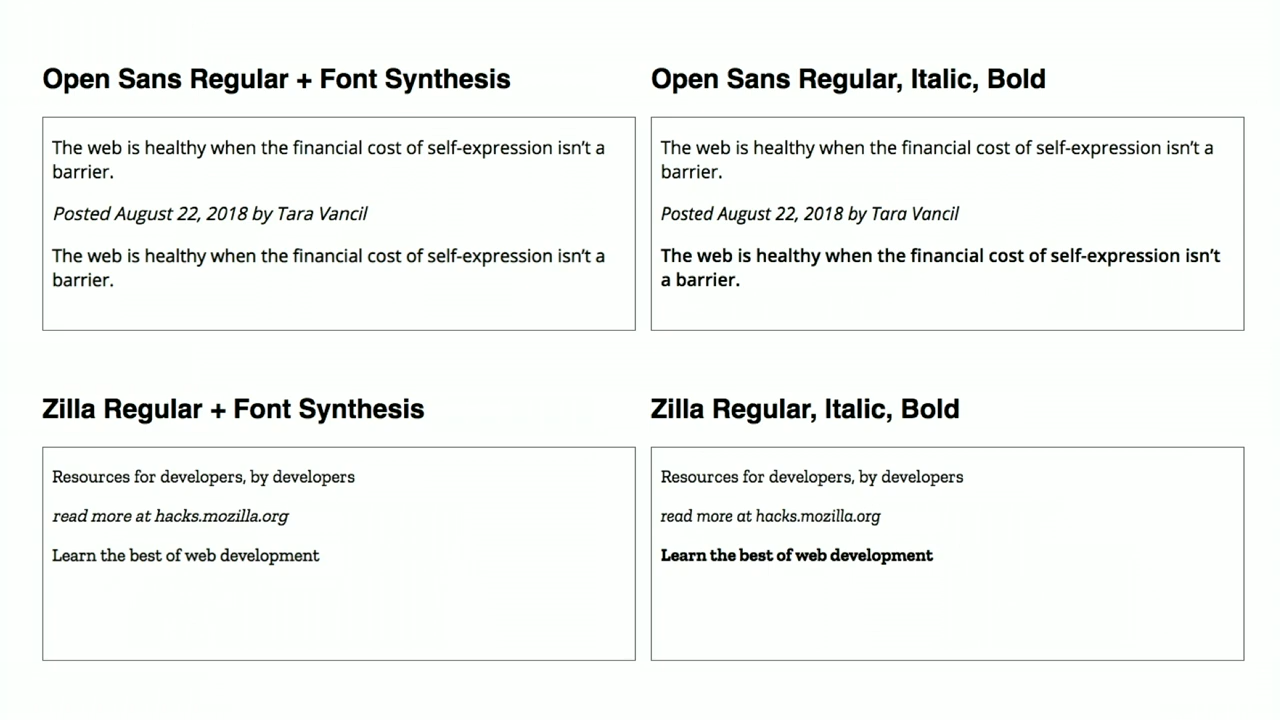 Open Sans Regular + Font Synthesis
The web is healthy when the financial cost of self-expression isn’t a
barrier.
Posted August 22, 2018 by Tara Vancil
The web is healthy when the financial cost of self-expression isn’t a
barrier.
Open Sans Regular, Italic, Bold
The web is healthy when the financial cost of self-expression isn’t a
barrier.
Posted August 22, 2018 by Tara Vancil
The web is healthy when the financial cost of self-expression isn’t
a barrier.
Zilla Regular + Font Synthesis
Resources for developers, by developers
read more at hacks.mozilla.org
Learn the best of web development
Zilla Regular, Italic, Bold
Resources for developers, by developers
read more at hacks.mozilla.org
Learn the best of web development